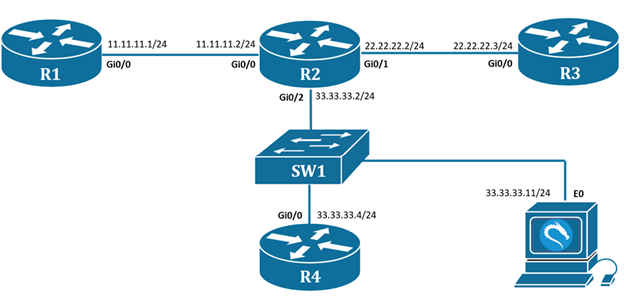 11.11.11.1/24
11.11.11.2/24
22.22.22.2/24
22.22.22.3/24
R1
Gi0/0
Gi0/0
R2
Gi0/1
Gi0/0
R3
Gi0/2
33.33.33.2/24
SW1
33.33.33.11/24
E0
Gi0/0
33.33.33.4/24
R4